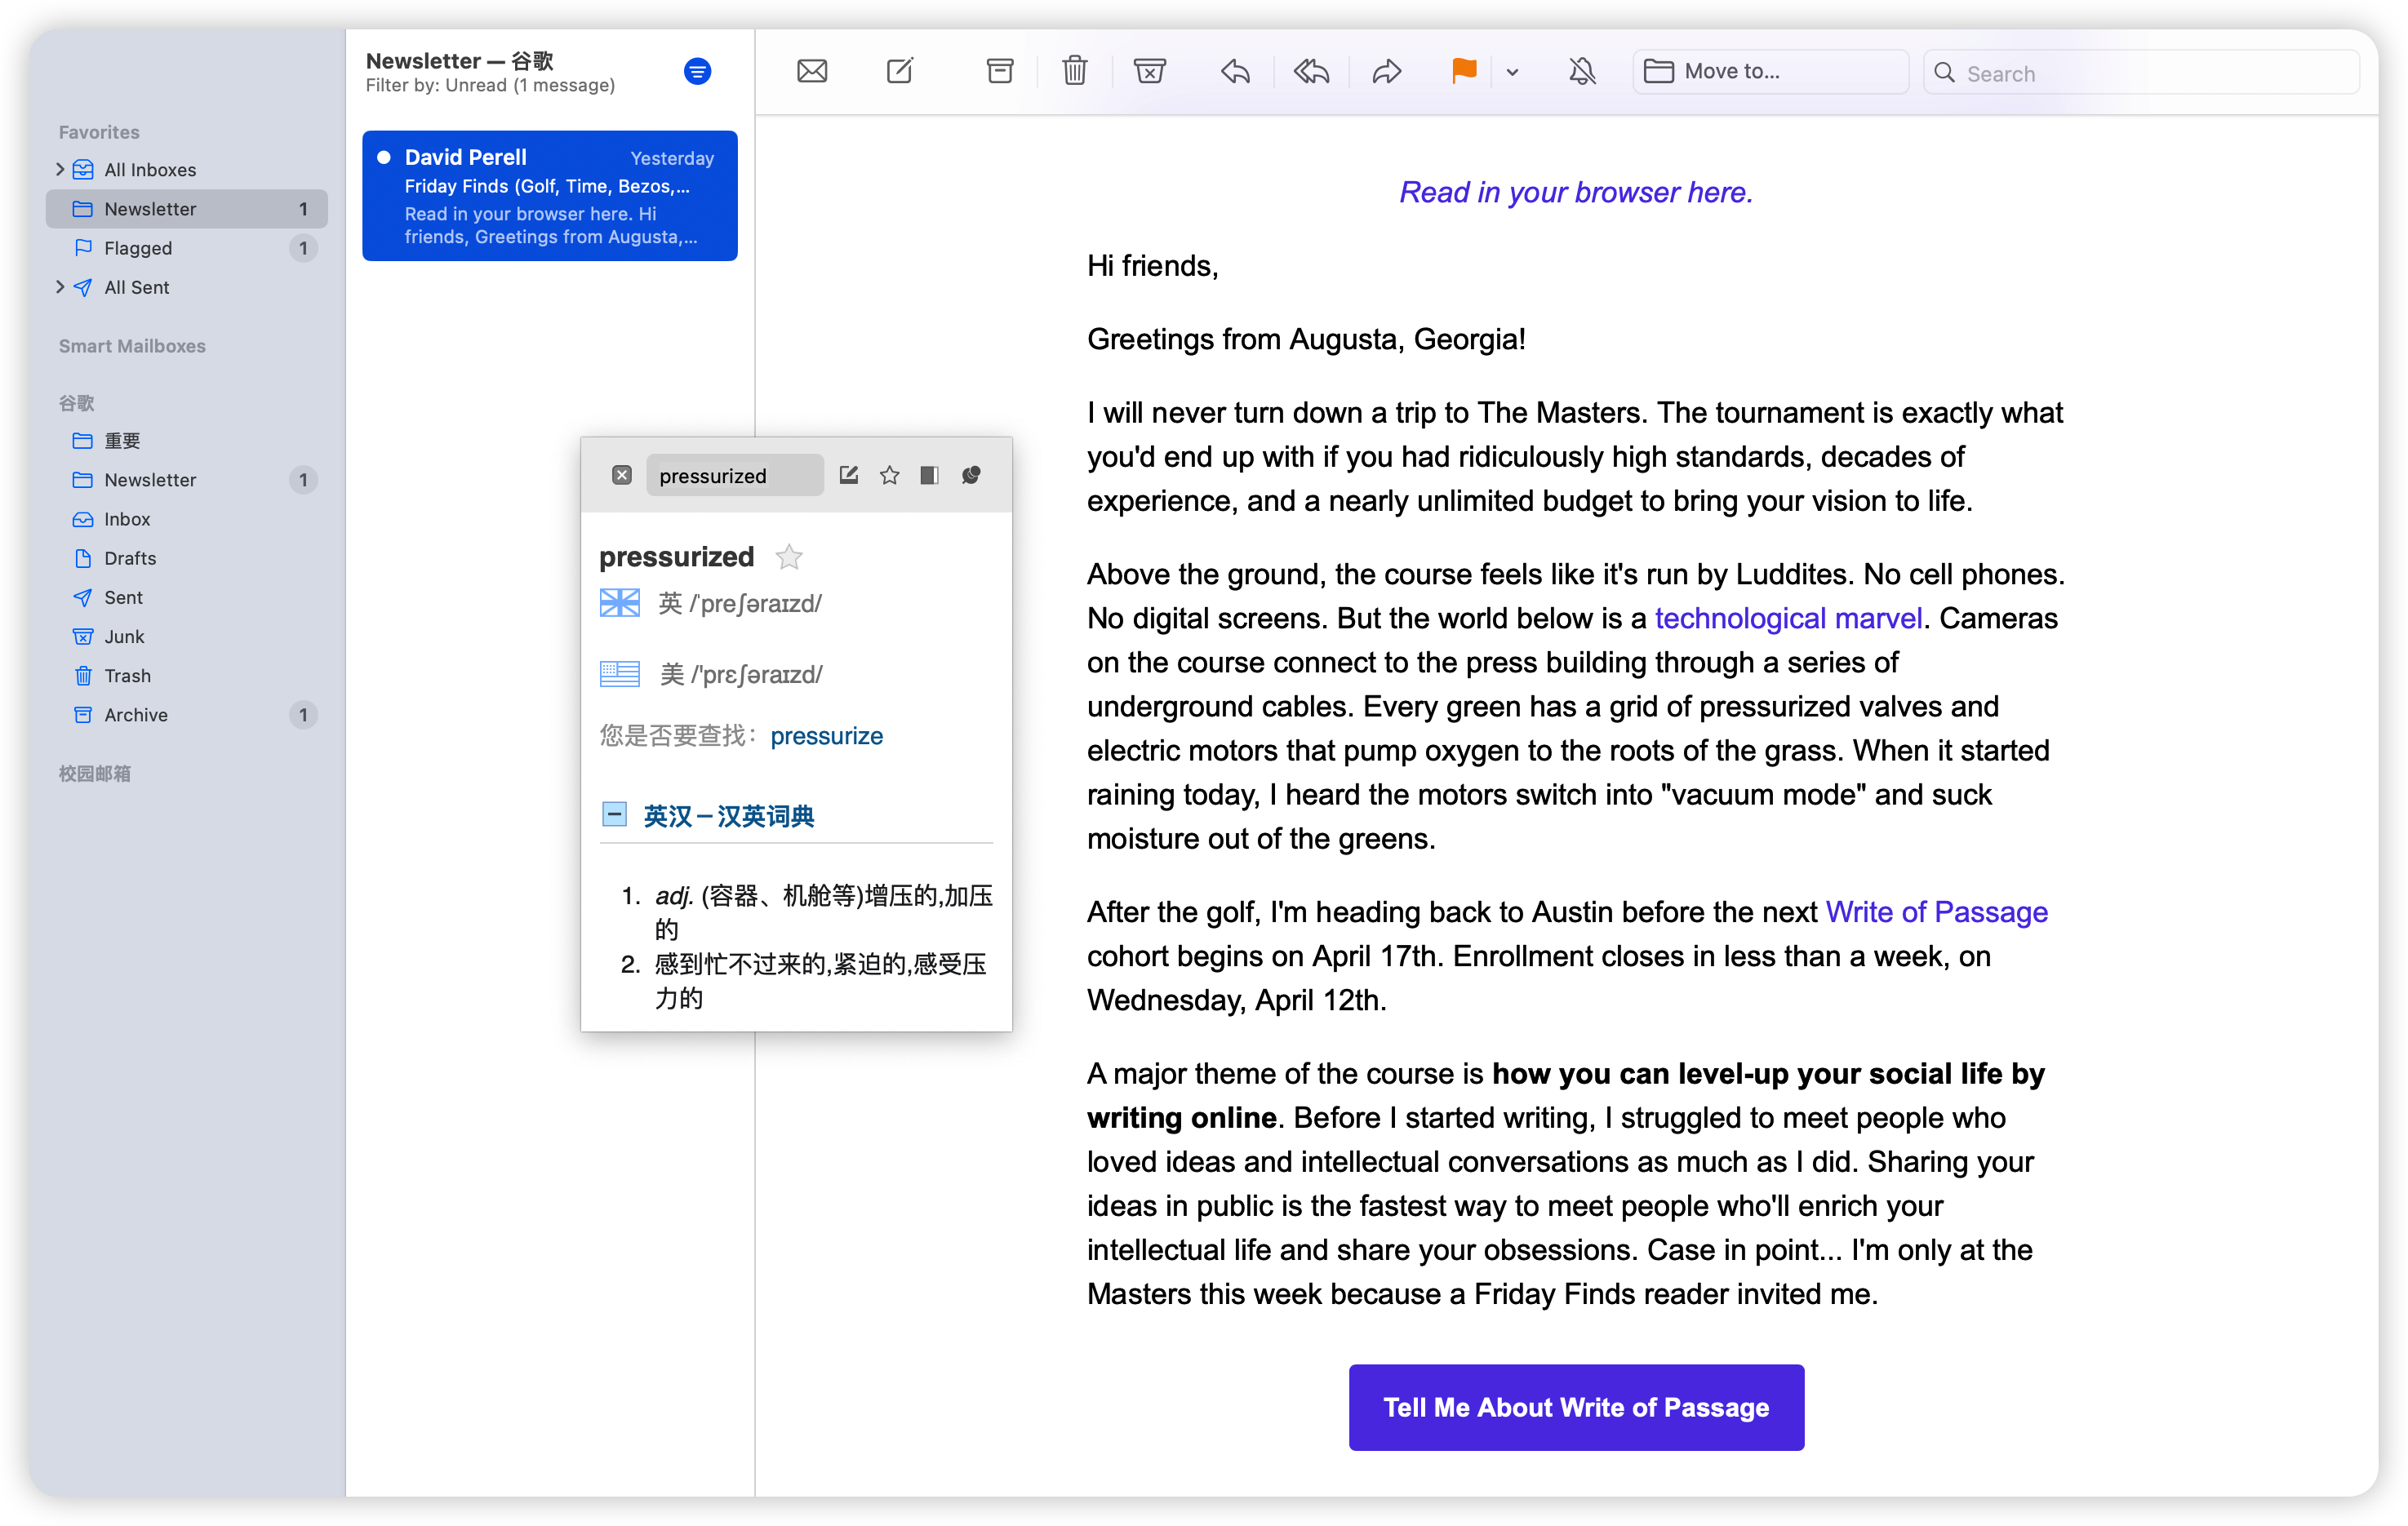 Favorites
All Inboxes
Newsletter 1
Flagged 1
All Sent
Smart Mailboxes
谷歌
重要
Newsletter 1
Inbox
Drafts
Sent
Junk
Trash
Archive 1
校园邮箱
Newsletter — 谷歌
Filter by: Unread (1 message)
David Perell Yesterday
Friday Finds (Golf, Time, Bezos,...
Read in your browser here. Hi
friends, Greetings from Augusta,...
Move to...
Search
pressurized
pressurized
英 /ˈpreʃəraɪzd/
美 /ˈprɛʃəraɪzd/
您是否要查找: pressurize
英汉－汉英词典
1. adj. (容器、机舱等)增压的,加压
的
2. 感到忙不过来的,紧迫的,感受压
力的
Read in your browser here.
Hi friends,
Greetings from Augusta, Georgia!
I will never turn down a trip to The Masters. The tournament is exactly what
you'd end up with if you had ridiculously high standards, decades of
experience, and a nearly unlimited budget to bring your vision to life.
Above the ground, the course feels like it's run by Luddites. No cell phones.
No digital screens. But the world below is a technological marvel. Cameras
on the course connect to the press building through a series of
underground cables. Every green has a grid of pressurized valves and
electric motors that pump oxygen to the roots of the grass. When it started
raining today, I heard the motors switch into "vacuum mode" and suck
moisture out of the greens.
After the golf, I'm heading back to Austin before the next Write of Passage
cohort begins on April 17th. Enrollment closes in less than a week, on
Wednesday, April 12th.
A major theme of the course is how you can level-up your social life by
writing online. Before I started writing, I struggled to meet people who
loved ideas and intellectual conversations as much as I did. Sharing your
ideas in public is the fastest way to meet people who'll enrich your
intellectual life and share your obsessions. Case in point... I'm only at the
Masters this week because a Friday Finds reader invited me.
Tell Me About Write of Passage